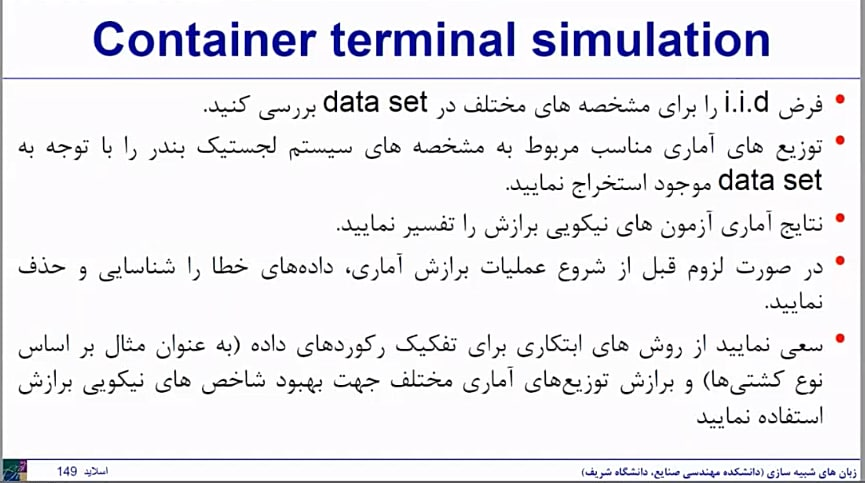 Container terminal simulation
• فرض i.i.d را برای مشخصه های مختلف در data set بررسی کنید.
• توزیع های آماری مناسب مربوط به مشخصه های سیستم لجستیک بندر را با توجه به
data set موجود استخراج نمایید.
• نتایج آماری آزمون های نیکویی برازش را تفسیر نمایید.
• در صورت لزوم قبل از شروع عملیات برازش آماری، داده‌های خطا را شناسایی و حذف
نمایید.
• سعی نمایید از روش های ابتکاری برای تفکیک رکوردهای داده (به عنوان مثال بر اساس
نوع کشتی‌ها) و برازش توزیع‌های آماری مختلف جهت بهبود شاخص های نیکویی برازش
استفاده نمایید
زبان های شبیه سازی (دانشکده مهندسی صنایع، دانشگاه شریف)
اسلاید 149